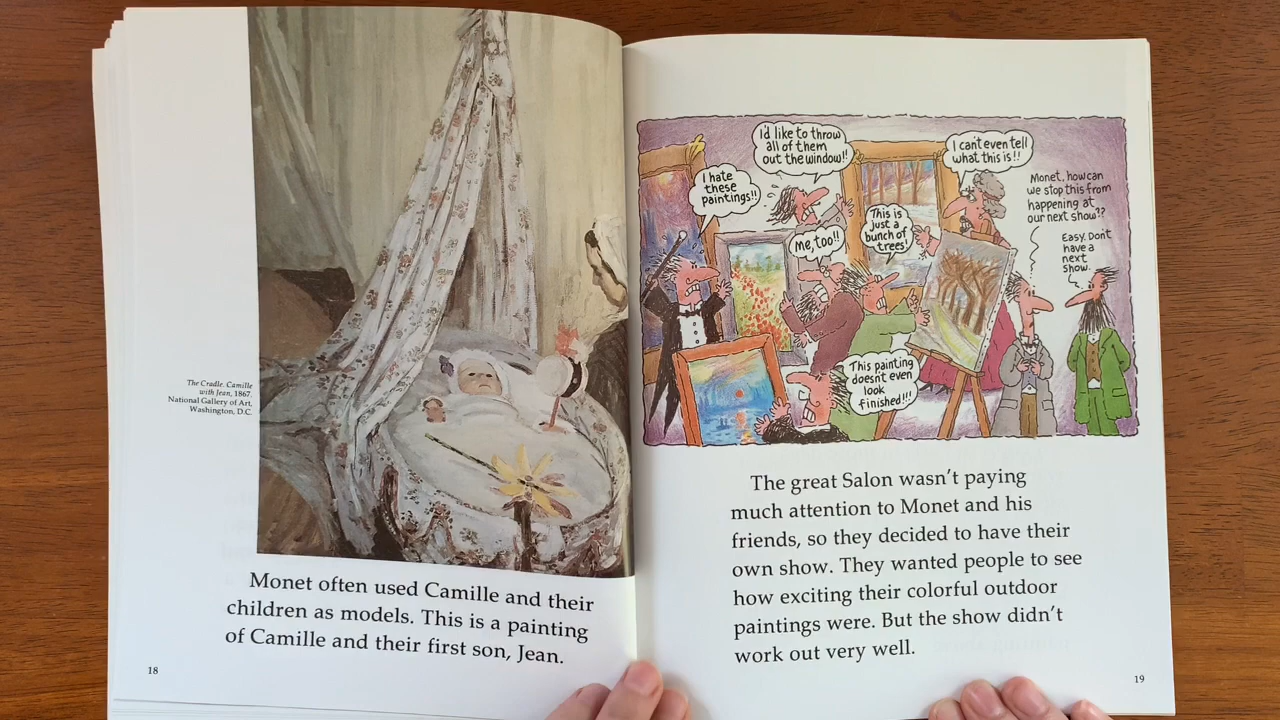 The Cradle. Camille
with Jean, 1867.
National Gallery of Art,
Washington, D.C.
Monet often used Camille and their
children as models. This is a painting
of Camille and their first son, Jean.
18
I'd like to throw
all of them
out the window!!
I hate
these
paintings!!
Me, too!!
This is
just a
bunch of
trees!
I can't even tell
what this is!!
Monet, how can
we stop this from
happening at
our next show??
Easy. Don't
have a
next
show.
This painting
doesn't even
look
finished!!!
The great Salon wasn't paying
much attention to Monet and his
friends, so they decided to have their
own show. They wanted people to see
how exciting their colorful outdoor
paintings were. But the show didn't
work out very well.
19